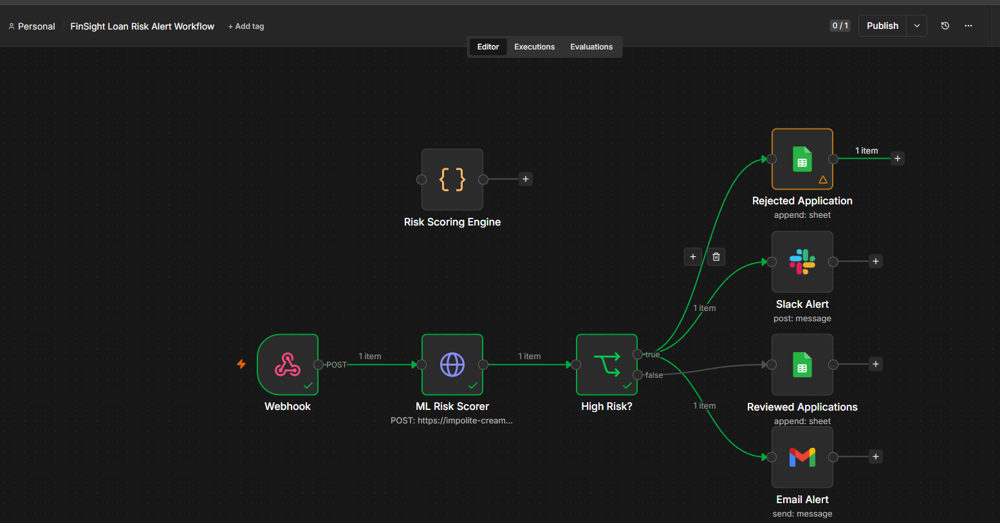 Personal / FinSight Loan Risk Alert Workflow + Add tag
0 / 1 Publish
Editor Executions Evaluations
1 item
Rejected Application
append: sheet
Risk Scoring Engine
Slack Alert
post: message
1 item
POST
1 item
1 item
true
false
Webhook
ML Risk Scorer
POST: https://impolite-cream...
High Risk?
1 item
Reviewed Applications
append: sheet
Email Alert
send: message